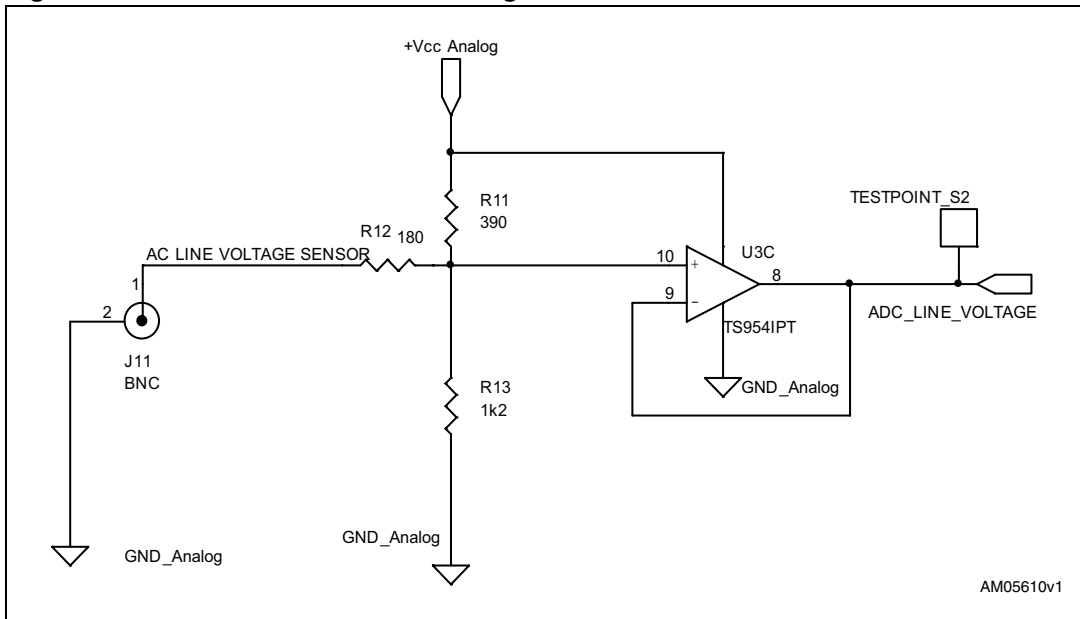 +Vcc Analog
R11
390
TESTPOINT_S2
R12 180
AC LINE VOLTAGE SENSOR
U3C
10
+
8
1
9
−
2
ADC_LINE_VOLTAGE
TS954IPT
J11
BNC
R13
1k2
GND_Analog
GND_Analog
GND_Analog
AM05610v1